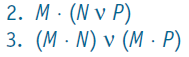 2. M · (N v P)
3. (M · N) v (M · P)